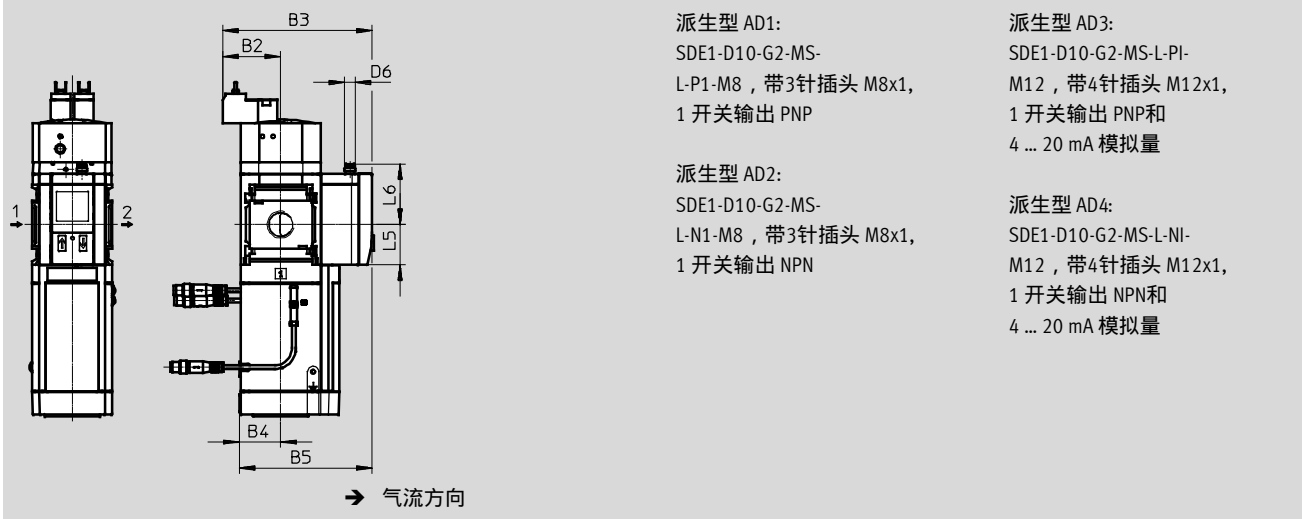 B3
B2
D6
L6
L5
1
2
B4
B5
➔ 气流方向
派生型 AD1:
SDE1-D10-G2-MS-
L-P1-M8，带3针插头 M8x1,
1 开关输出 PNP
派生型 AD2:
SDE1-D10-G2-MS-
L-N1-M8，带3针插头 M8x1,
1 开关输出 NPN
派生型 AD3:
SDE1-D10-G2-MS-L-PI-
M12，带4针插头 M12x1,
1 开关输出 PNP和
4 ... 20 mA 模拟量
派生型 AD4:
SDE1-D10-G2-MS-L-NI-
M12，带4针插头 M12x1,
1 开关输出 NPN和
4 ... 20 mA 模拟量